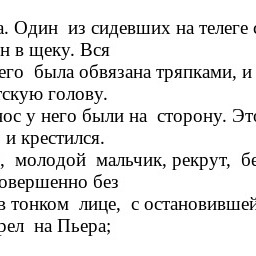 а. Один из сидевших на телеге с
н в щеку. Вся
его была обвязана тряпками, и
тскую голову.
нос у него были на сторону. Это
и крестился.
, молодой мальчик, рекрут, бе
овершенно без
в тонком лице, с остановившей
рел на Пьера;